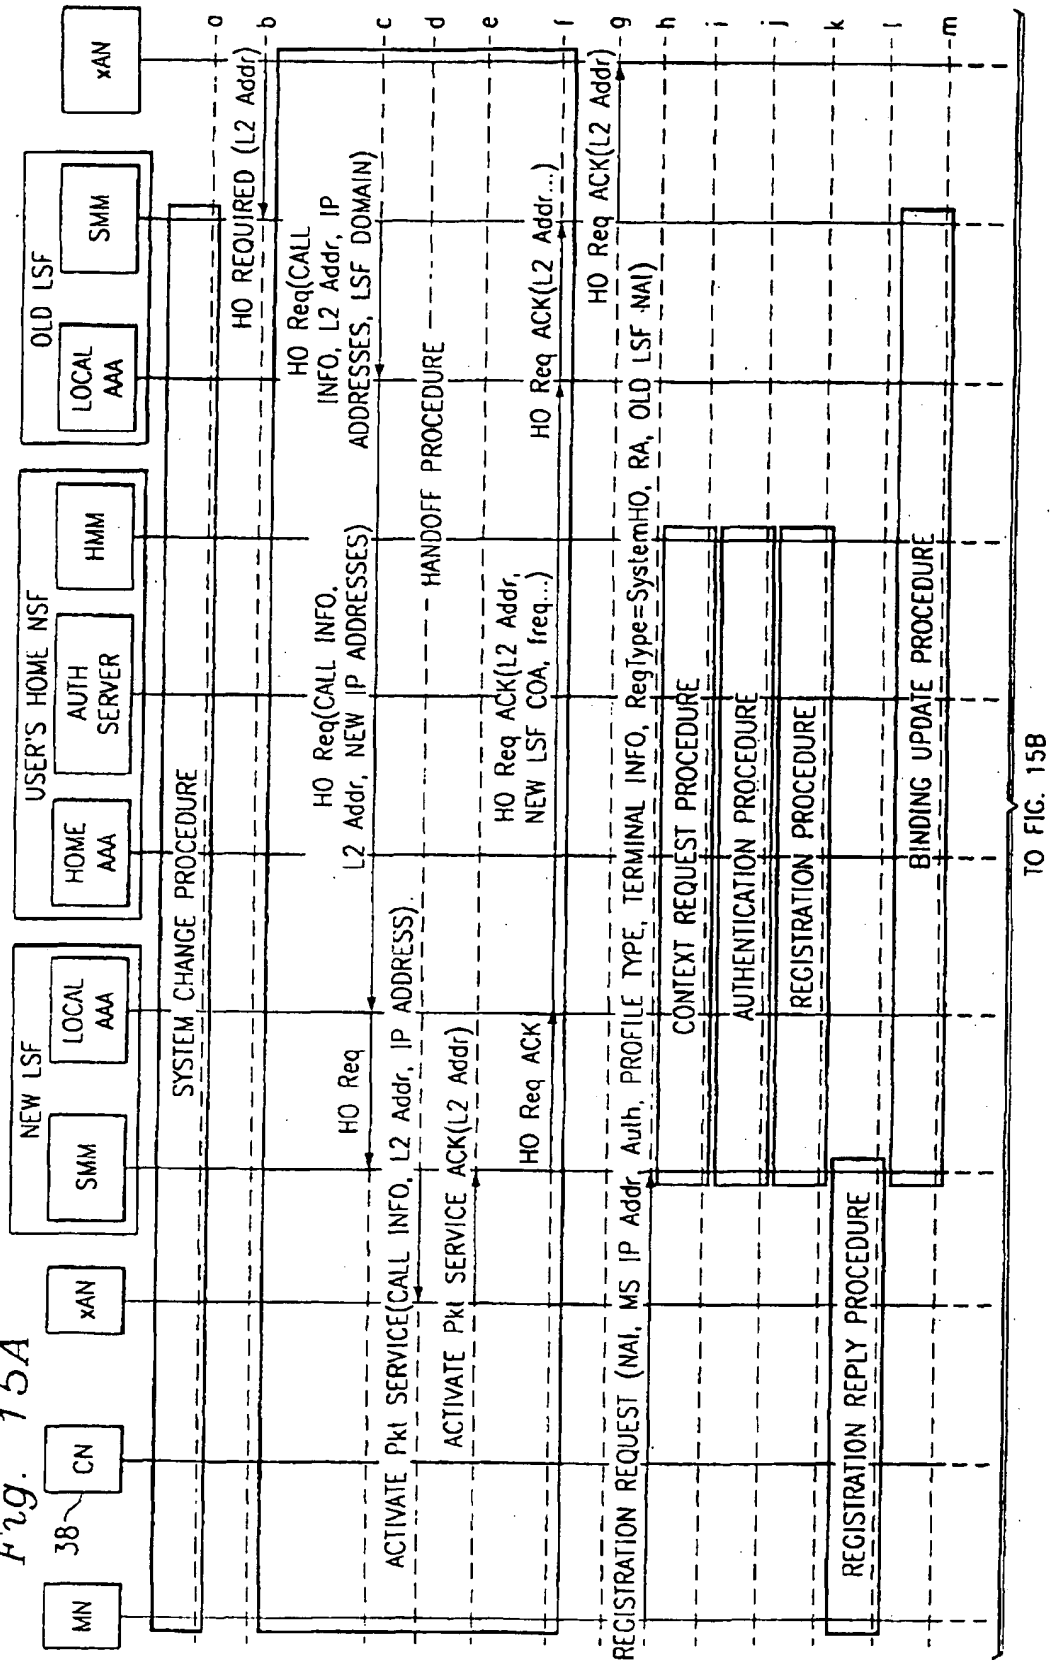 Fig. 15A
MN
38
CN
xAN
NEW LSF
SMM
LOCAL
AAA
USER'S HOME NSF
HOME
AAA
AUTH
SERVER
HMM
OLD LSF
LOCAL
AAA
SMM
xAN
SYSTEM CHANGE PROCEDURE
a
HO REQUIRED (L2 Addr)
b
HO Req(CALL
INFO, L2 Addr, IP
ADDRESSES, LSF DOMAIN)
HO Req(CALL INFO.
L2 Addr, NEW IP ADDRESSES)
HO Req
c
ACTIVATE Pkt SERVICE(CALL INFO, L2 Addr, IP ADDRESS)
HANDOFF PROCEDURE
d
ACTIVATE Pkt SERVICE ACK(L2 Addr)
e
HO Req ACK
HO Req ACK(L2 Addr,
NEW LSF COA, freq...)
HO Req ACK(L2 Addr...)
f
HO Req ACK(L2 Addr)
g
REGISTRATION REQUEST (NAI, MS IP Addr, Auth, PROFILE TYPE, TERMINAL INFO, ReqType=SystemHO, RA, OLD LSF NAI)
h
CONTEXT REQUEST PROCEDURE
i
AUTHENTICATION PROCEDURE
j
REGISTRATION PROCEDURE
k
REGISTRATION REPLY PROCEDURE
l
BINDING UPDATE PROCEDURE
m
TO FIG. 15B